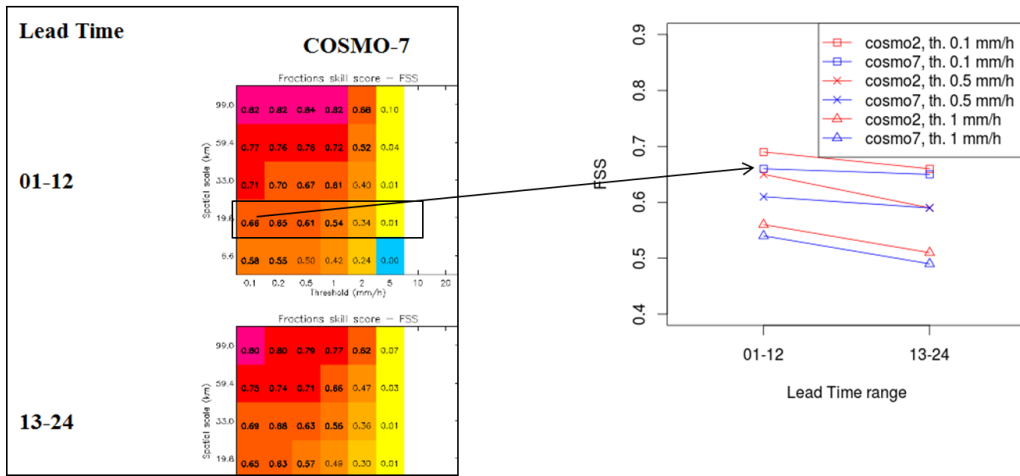 Lead Time
COSMO-7
Fractions skill score – FSS
Spatial scale (km)
99.0 0.82 0.82 0.84 0.82 0.68 0.10
59.4 0.77 0.76 0.76 0.72 0.52 0.04
01-12
33.0 0.71 0.70 0.67 0.61 0.40 0.01
19.8 0.66 0.65 0.61 0.54 0.34 0.01
6.6 0.58 0.55 0.50 0.42 0.24 0.00
0.1 0.2 0.5 1 2 5 10 20
Threshold (mm/h)
Fractions skill score – FSS
Spatial scale (km)
99.0 0.80 0.80 0.79 0.77 0.62 0.07
59.4 0.75 0.74 0.71 0.66 0.47 0.03
13-24
33.0 0.69 0.68 0.63 0.56 0.36 0.01
19.8 0.65 0.63 0.57 0.49 0.30 0.01
FSS
0.9
0.8
0.7
0.6
0.5
0.4
cosmo2, th. 0.1 mm/h
cosmo7, th. 0.1 mm/h
cosmo2, th. 0.5 mm/h
cosmo7, th. 0.5 mm/h
cosmo2, th. 1 mm/h
cosmo7, th. 1 mm/h
01-12 13-24
Lead Time range